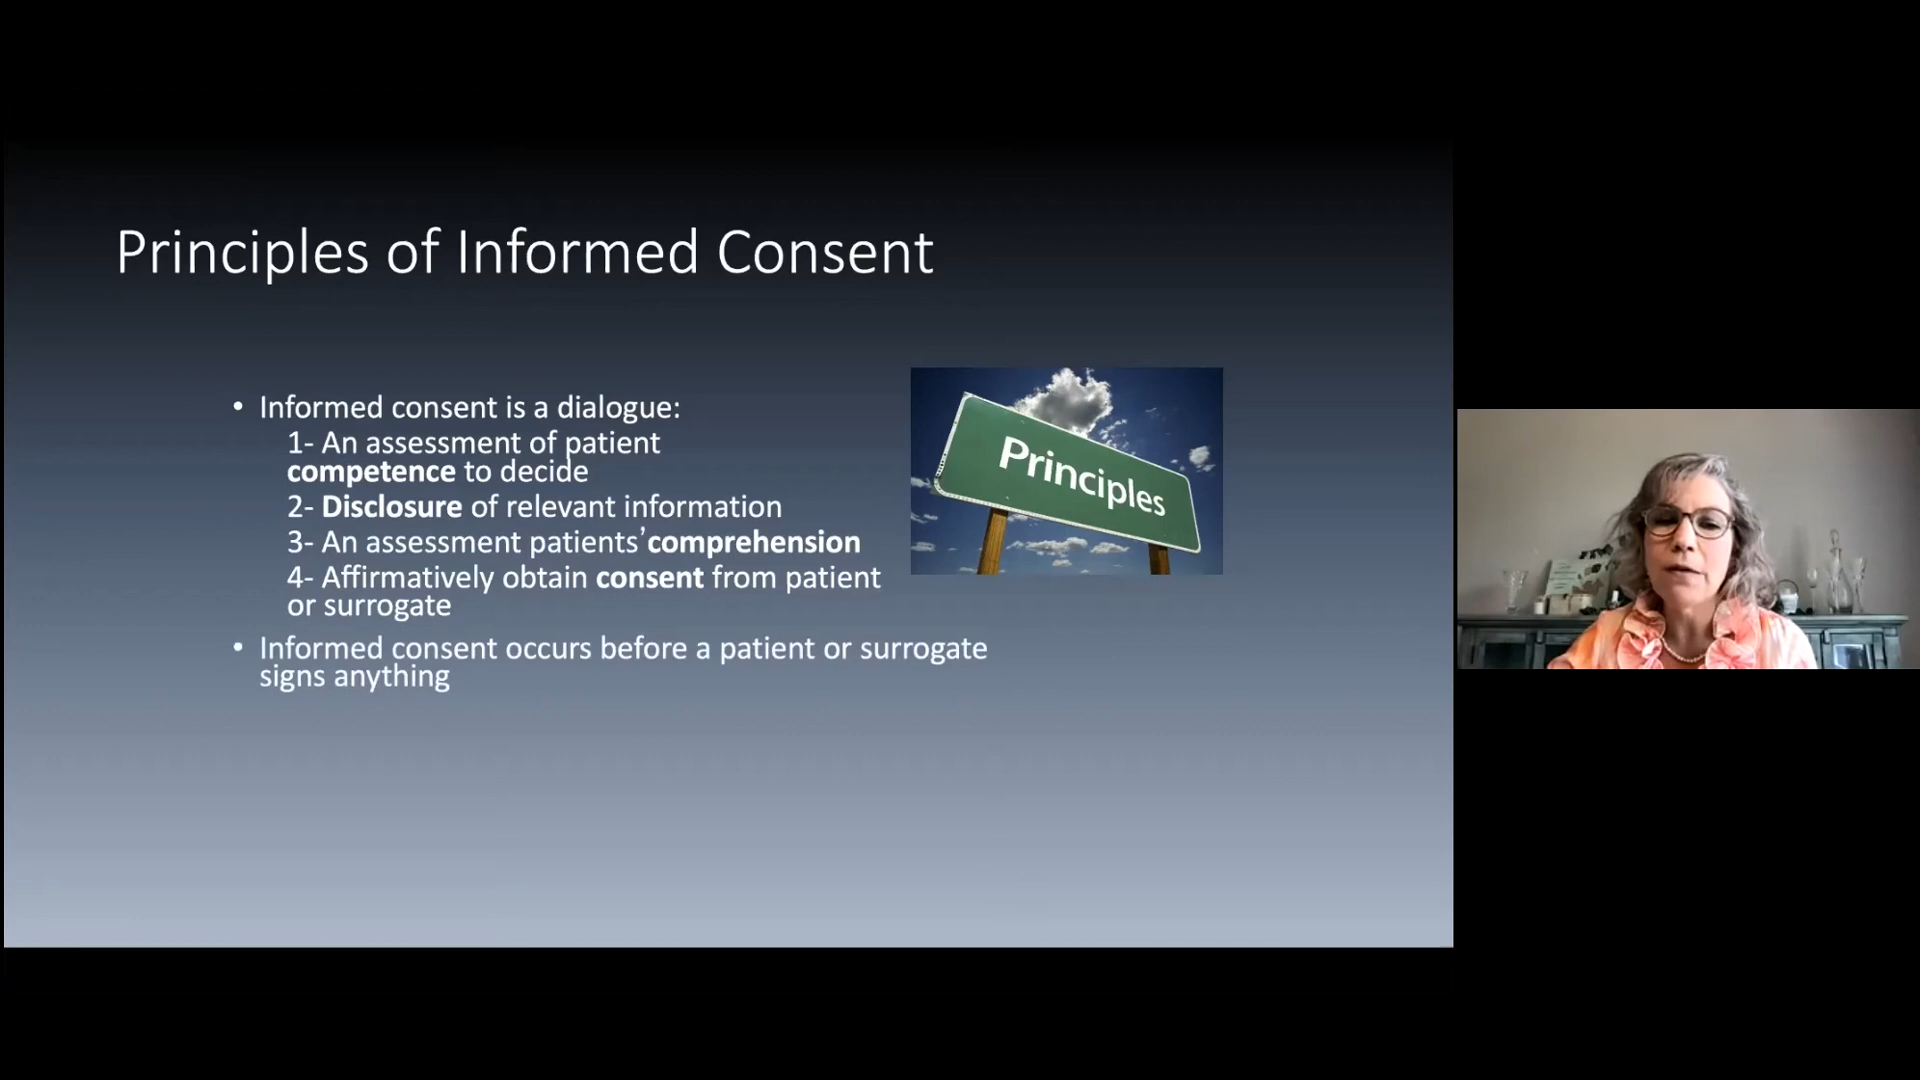 Principles of Informed Consent
• Informed consent is a dialogue:
1- An assessment of patient
competence to decide
2- Disclosure of relevant information
3- An assessment patients’comprehension
4- Affirmatively obtain consent from patient
or surrogate
• Informed consent occurs before a patient or surrogate
signs anything
Principles